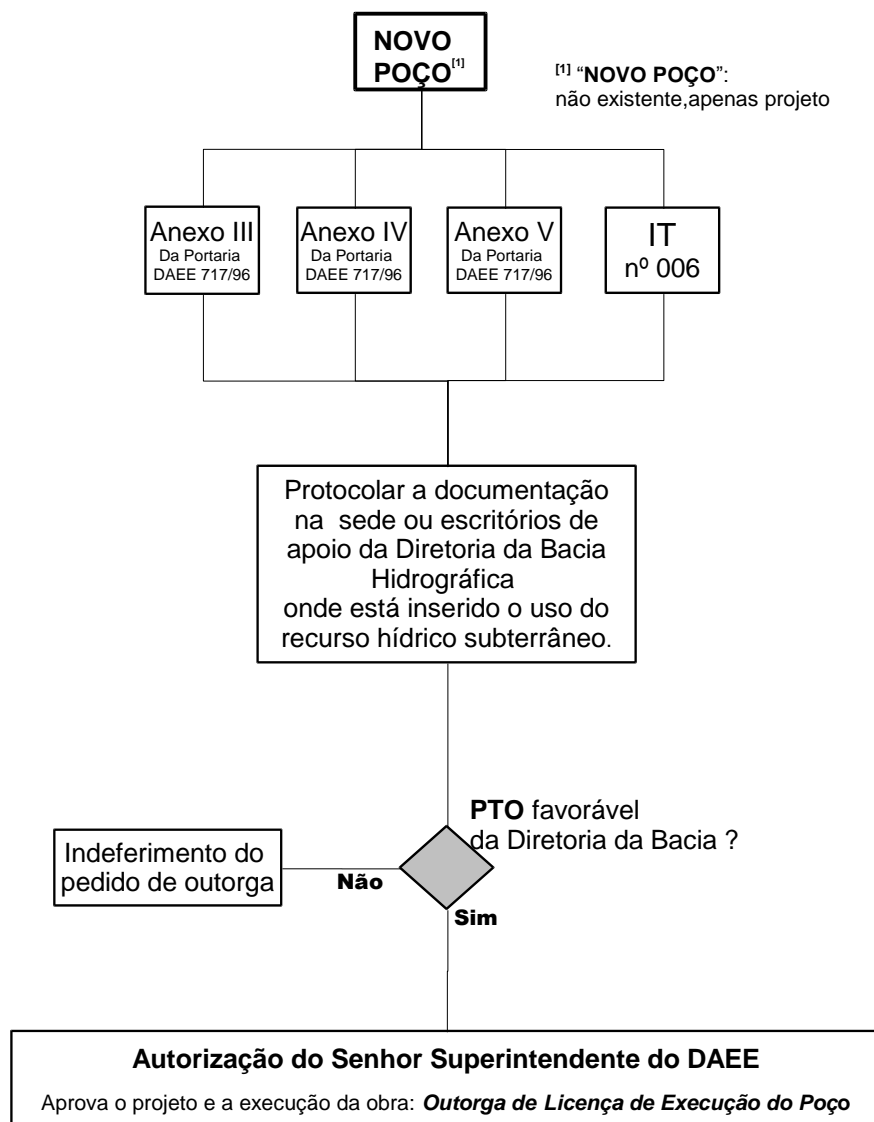 NOVO
POÇO[1]
[1] “NOVO POÇO”:
não existente,apenas projeto
Anexo III
Da Portaria
DAEE 717/96
Anexo IV
Da Portaria
DAEE 717/96
Anexo V
Da Portaria
DAEE 717/96
IT
nº 006
Protocolar a documentação
na sede ou escritórios de
apoio da Diretoria da Bacia
Hidrográfica
onde está inserido o uso do
recurso hídrico subterrâneo.
PTO favorável
da Diretoria da Bacia ?
Indeferimento do
pedido de outorga
Não
Sim
Autorização do Senhor Superintendente do DAEE
Aprova o projeto e a execução da obra: Outorga de Licença de Execução do Poço